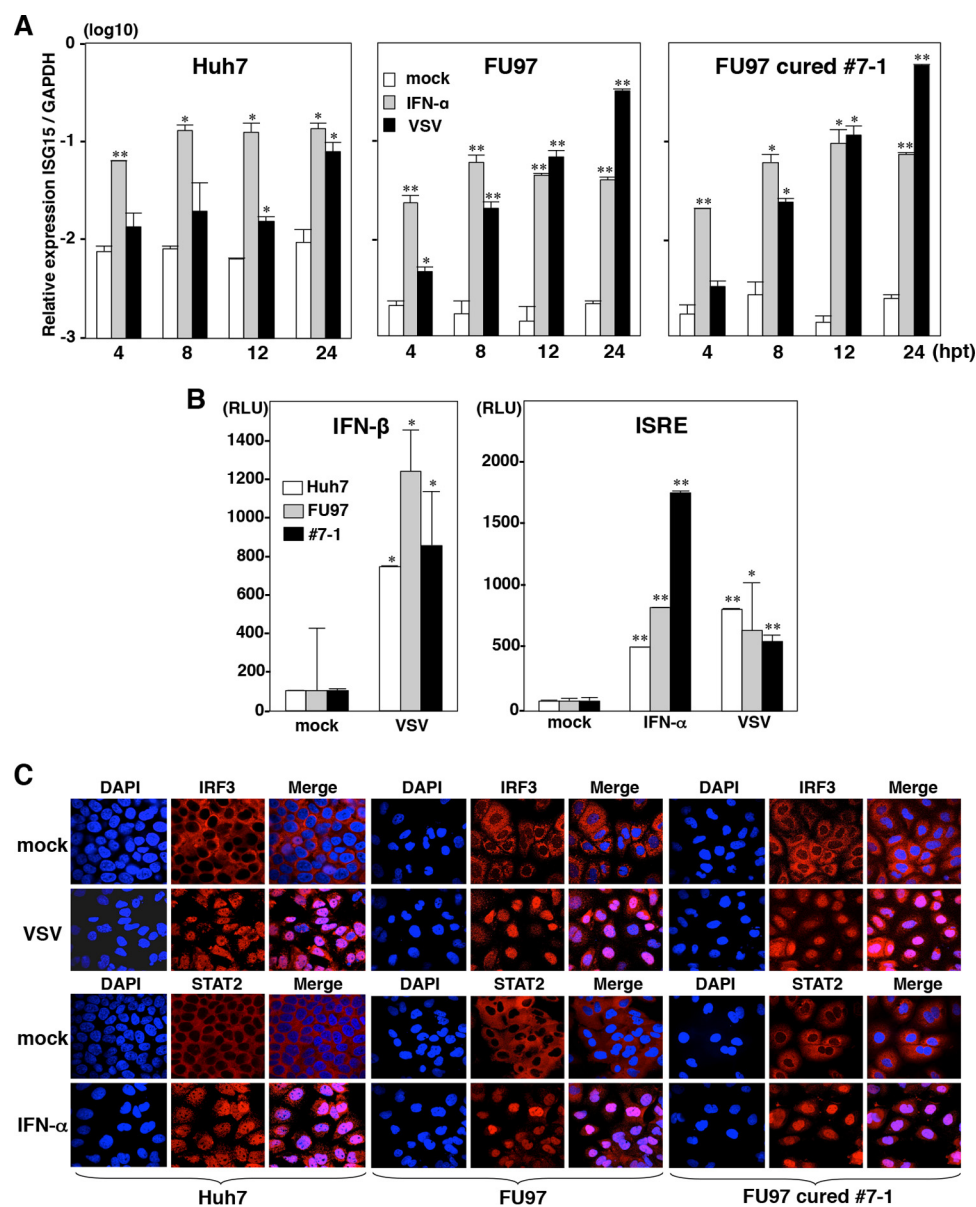 A
(log10)
0
-1
-2
-3
Relative expression ISG15 / GAPDH
Huh7
**
*
*
*
*
*
4 8 12 24
FU97
mock
IFN-α
VSV
**
*
**
**
**
**
**
**
4 8 12 24
FU97 cured #7-1
**
*
*
*
*
**
**
4 8 12 24 (hpt)
B
(RLU)
IFN-β
1400
1200
1000
800
600
400
200
0
Huh7
FU97
#7-1
*
*
*
mock VSV
(RLU)
ISRE
2000
1500
1000
500
0
**
**
**
**
*
**
mock IFN-α VSV
C
DAPI IRF3 Merge DAPI IRF3 Merge DAPI IRF3 Merge
mock
VSV
DAPI STAT2 Merge DAPI STAT2 Merge DAPI STAT2 Merge
mock
IFN-α
Huh7 FU97 FU97 cured #7-1